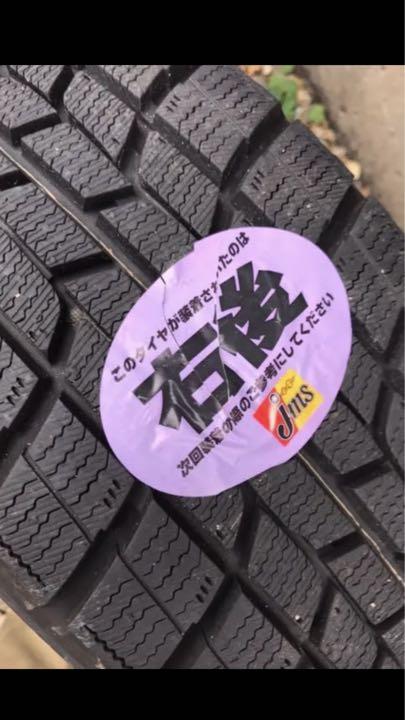 このタイヤが装着されたのは
右後
次回装着の際のご参考にしてください
jms